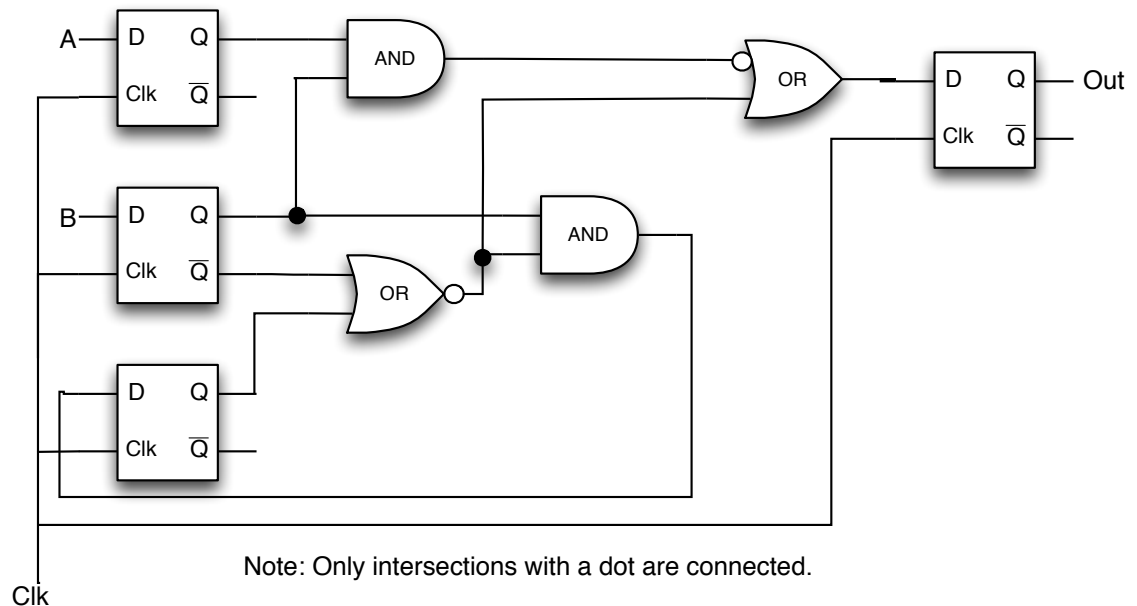 A
D Q
Clk Q̅
AND
OR
D Q
Out
Clk Q̅
B
D Q
Clk Q̅
AND
OR
D Q
Clk Q̅
Note: Only intersections with a dot are connected.
Clk